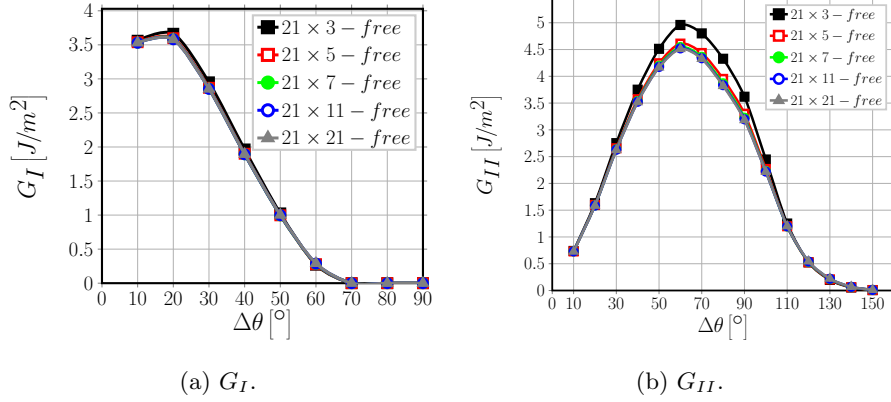 4
3.5
3
2.5
2
1.5
1
0.5
0
0 10 20 30 40 50 60 70 80 90
G_I [J/m^2]
Δθ [°]
21 × 3 − free
21 × 5 − free
21 × 7 − free
21 × 11 − free
21 × 21 − free
(a) G_I.
5
4.5
4
3.5
3
2.5
2
1.5
1
0.5
0
0 10 30 50 70 90 110 130 150
G_{II} [J/m^2]
Δθ [°]
21 × 3 − free
21 × 5 − free
21 × 7 − free
21 × 11 − free
21 × 21 − free
(b) G_{II}.